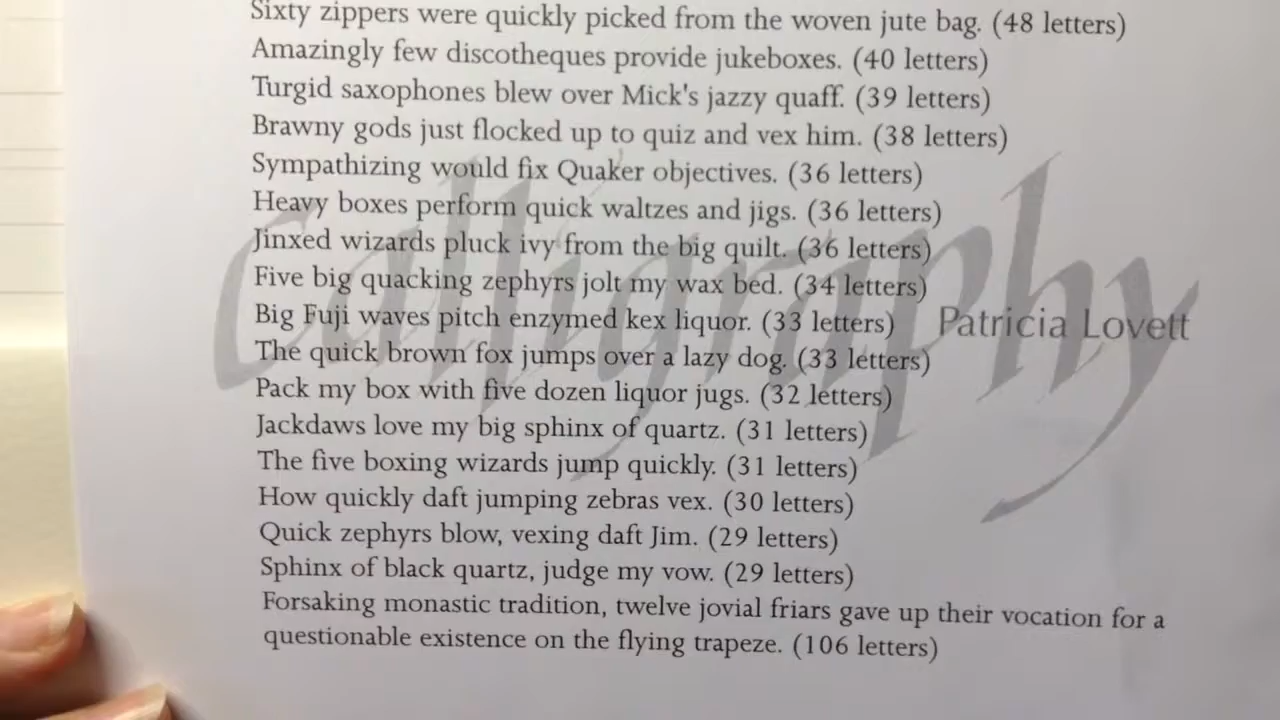 Sixty zippers were quickly picked from the woven jute bag. (48 letters)
Amazingly few discotheques provide jukeboxes. (40 letters)
Turgid saxophones blew over Mick's jazzy quaff. (39 letters)
Brawny gods just flocked up to quiz and vex him. (38 letters)
Sympathizing would fix Quaker objectives. (36 letters)
Heavy boxes perform quick waltzes and jigs. (36 letters)
Jinxed wizards pluck ivy from the big quilt. (36 letters)
Five big quacking zephyrs jolt my wax bed. (34 letters)
Big Fuji waves pitch enzymed kex liquor. (33 letters)
The quick brown fox jumps over a lazy dog. (33 letters)
Pack my box with five dozen liquor jugs. (32 letters)
Jackdaws love my big sphinx of quartz. (31 letters)
The five boxing wizards jump quickly. (31 letters)
How quickly daft jumping zebras vex. (30 letters)
Quick zephyrs blow, vexing daft Jim. (29 letters)
Sphinx of black quartz, judge my vow. (29 letters)
Forsaking monastic tradition, twelve jovial friars gave up their vocation for a
questionable existence on the flying trapeze. (106 letters)
calligraphy
Patricia Lovett